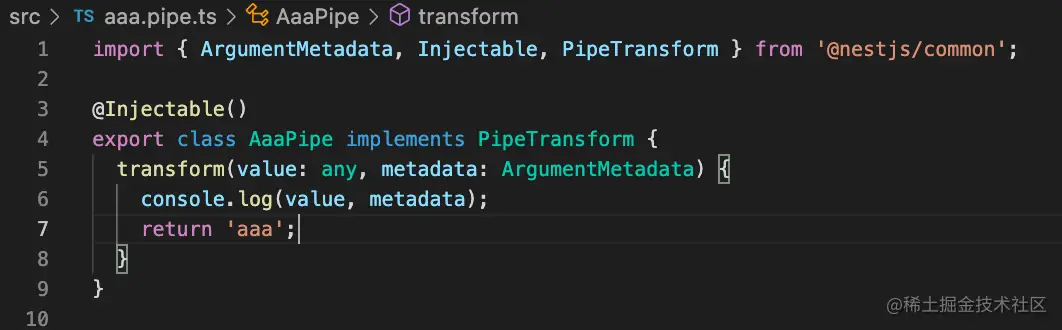 src > TS aaa.pipe.ts > AaaPipe > transform
1 import { ArgumentMetadata, Injectable, PipeTransform } from '@nestjs/common';
2
3 @Injectable()
4 export class AaaPipe implements PipeTransform {
5   transform(value: any, metadata: ArgumentMetadata) {
6     console.log(value, metadata);
7     return 'aaa';
8   }
9 }
10
@稀土掘金技术社区